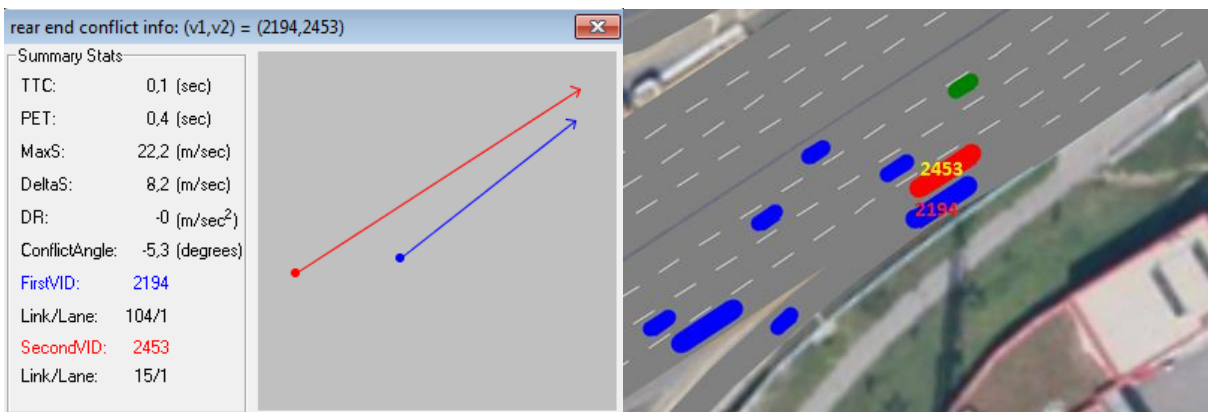 rear end conflict info: (v1,v2) = (2194,2453)
Summary Stats
TTC: 0,1 (sec)
PET: 0,4 (sec)
MaxS: 22,2 (m/sec)
DeltaS: 8,2 (m/sec)
DR: -0 (m/sec²)
ConflictAngle: -5,3 (degrees)
FirstVID: 2194
Link/Lane: 104/1
SecondVID: 2453
Link/Lane: 15/1
2453
2194